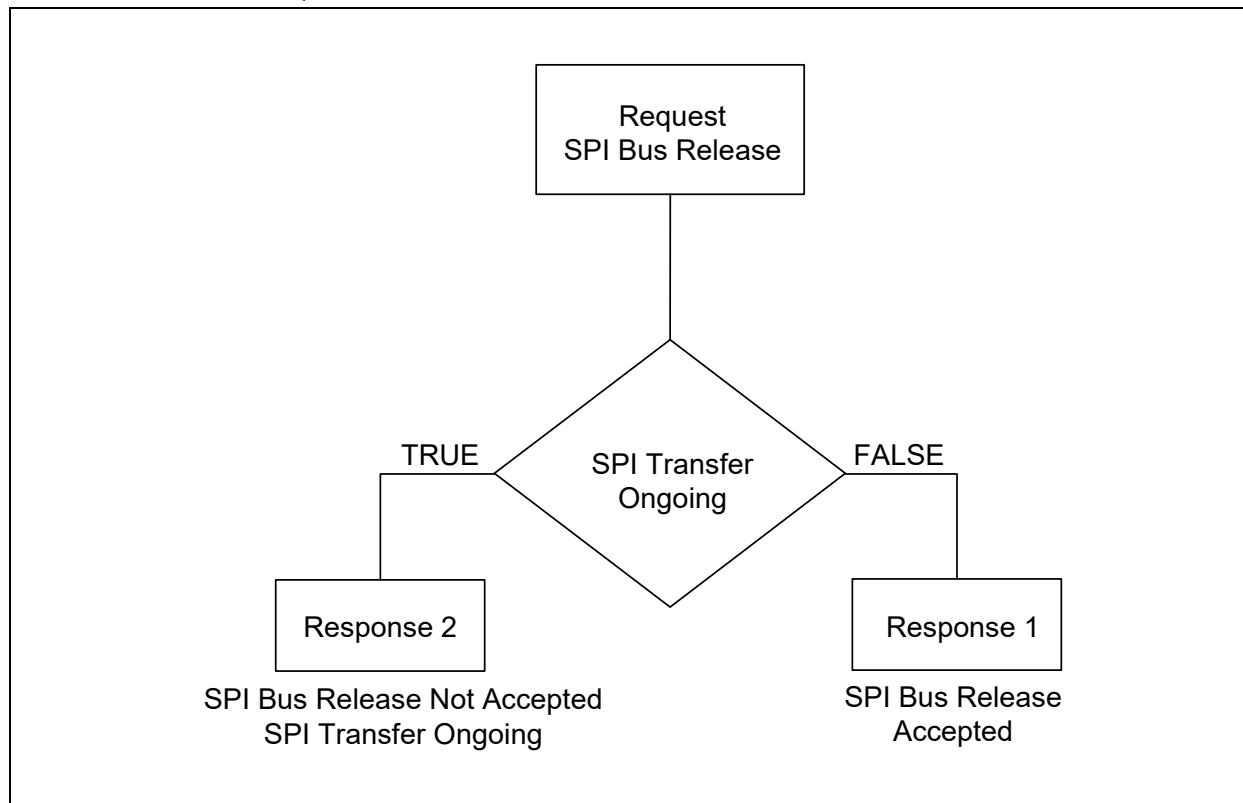 Request
SPI Bus Release
TRUE
SPI Transfer
Ongoing
FALSE
Response 2
Response 1
SPI Bus Release Not Accepted
SPI Transfer Ongoing
SPI Bus Release
Accepted